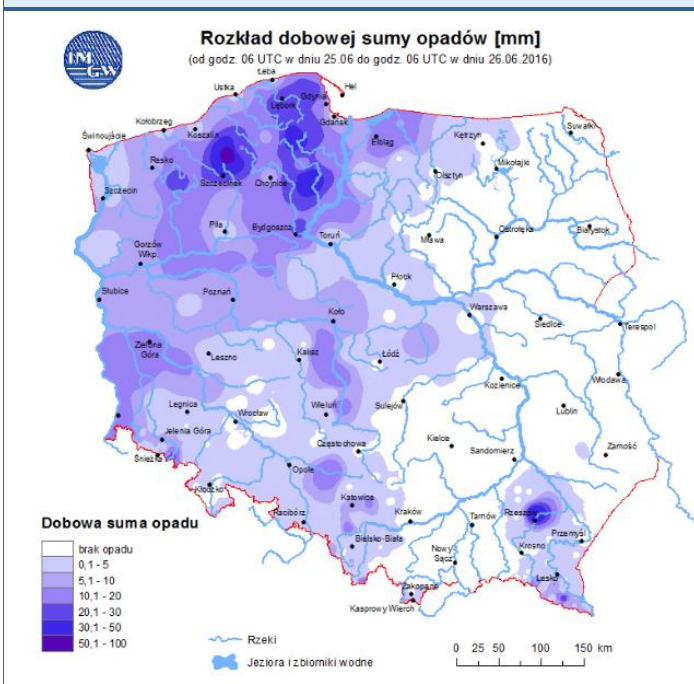 IMGW
Rozkład dobowej sumy opadów [mm]
(od godz. 06 UTC w dniu 25.06 do godz. 06 UTC w dniu 26.06.2016)
Łeba
Hel
Ustka
Gdynia
Lębork
Gdańsk
Kołobrzeg
Koszalin
Świnoujście
Elbląg
Kętrzyn
Suwałki
Resko
Mikołajki
Szczecinek
Chojnice
Olsztyn
Szczecin
Piła
Bydgoszcz
Toruń
Mława
Ostrołęka
Białystok
Gorzów
Wlkp.
Płock
Słubice
Poznań
Koło
Warszawa
Siedlce
Terespol
Zielona
Góra
Leszno
Kalisz
Łódź
Kozienice
Włodawa
Legnica
Wrocław
Wieluń
Sulejów
Lublin
Jelenia Góra
Częstochowa
Kielce
Sandomierz
Zamość
Śnieżka
Opole
Kłodzko
Katowice
Racibórz
Kraków
Tarnów
Rzeszów
Przemyśl
Bielsko-Biała
Nowy
Sącz
Krosno
Lesko
Zakopane
Kasprowy Wierch
Dobowa suma opadu
brak opadu
0,1 - 5
5,1 - 10
10,1 - 20
20,1 - 30
30,1 - 50
50,1 - 100
Rzeki
Jeziora i zbiorniki wodne
0 25 50 100 150 km